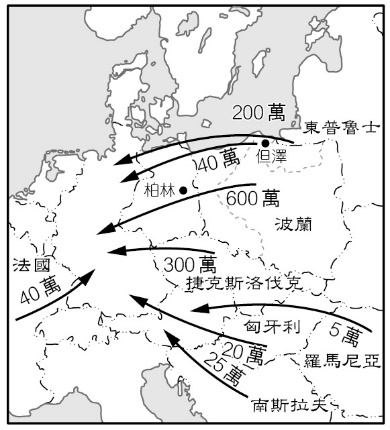 200萬
東普魯士
40萬
但澤
柏林
600萬
波蘭
法國
300萬
捷克斯洛伐克
40萬
匈牙利
5萬
20萬
羅馬尼亞
25萬
南斯拉夫